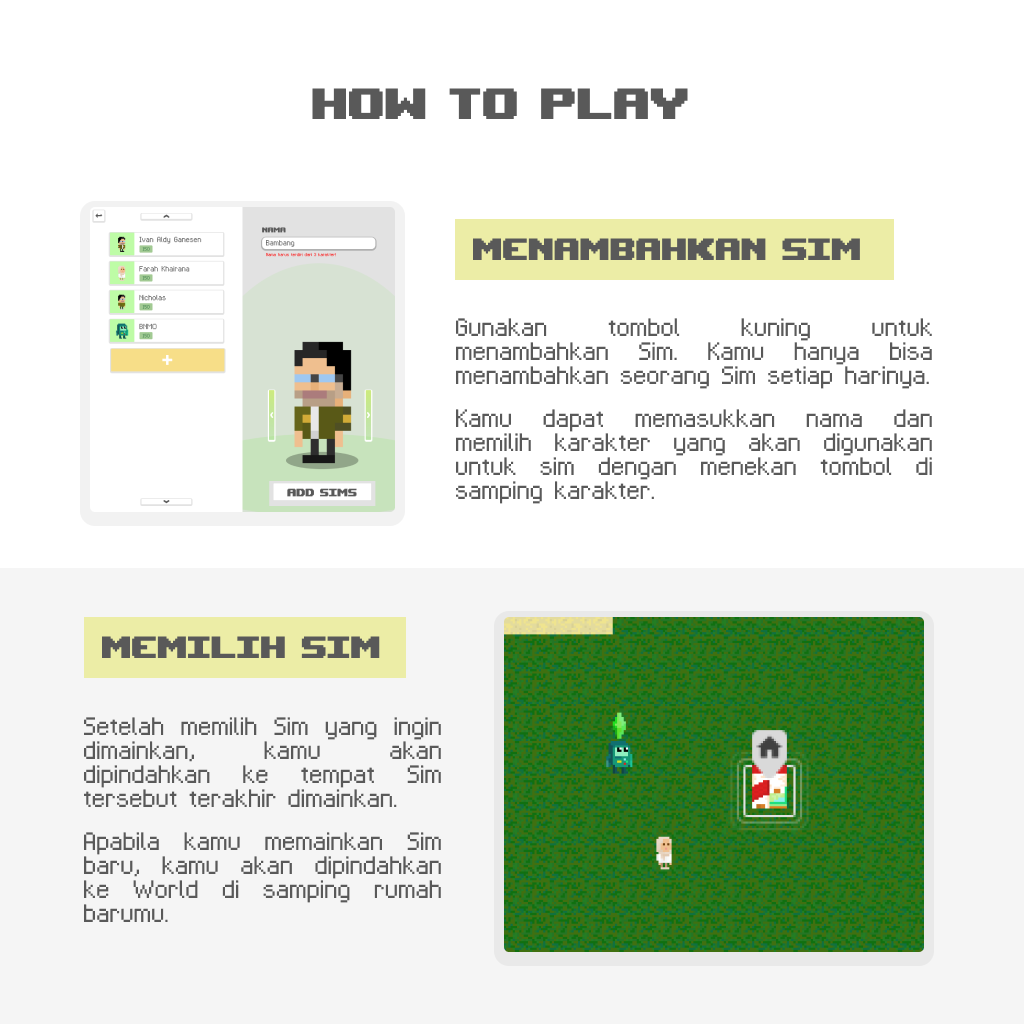 HOW TO PLAY
Ivan Aldy Ganesen
Farah Khairana
Nicholas
BNMO
+
NAMA
Bambang
ADD SIMS
MENAMBAHKAN SIM
Gunakan tombol kuning untuk
menambahkan Sim. Kamu hanya bisa
menambahkan seorang Sim setiap harinya.
Kamu dapat memasukkan nama dan
memilih karakter yang akan digunakan
untuk sim dengan menekan tombol di
samping karakter.
MEMILIH SIM
Setelah memilih Sim yang ingin
dimainkan, kamu akan
dipindahkan ke tempat Sim
tersebut terakhir dimainkan.
Apabila kamu memainkan Sim
baru, kamu akan dipindahkan
ke World di samping rumah
barumu.